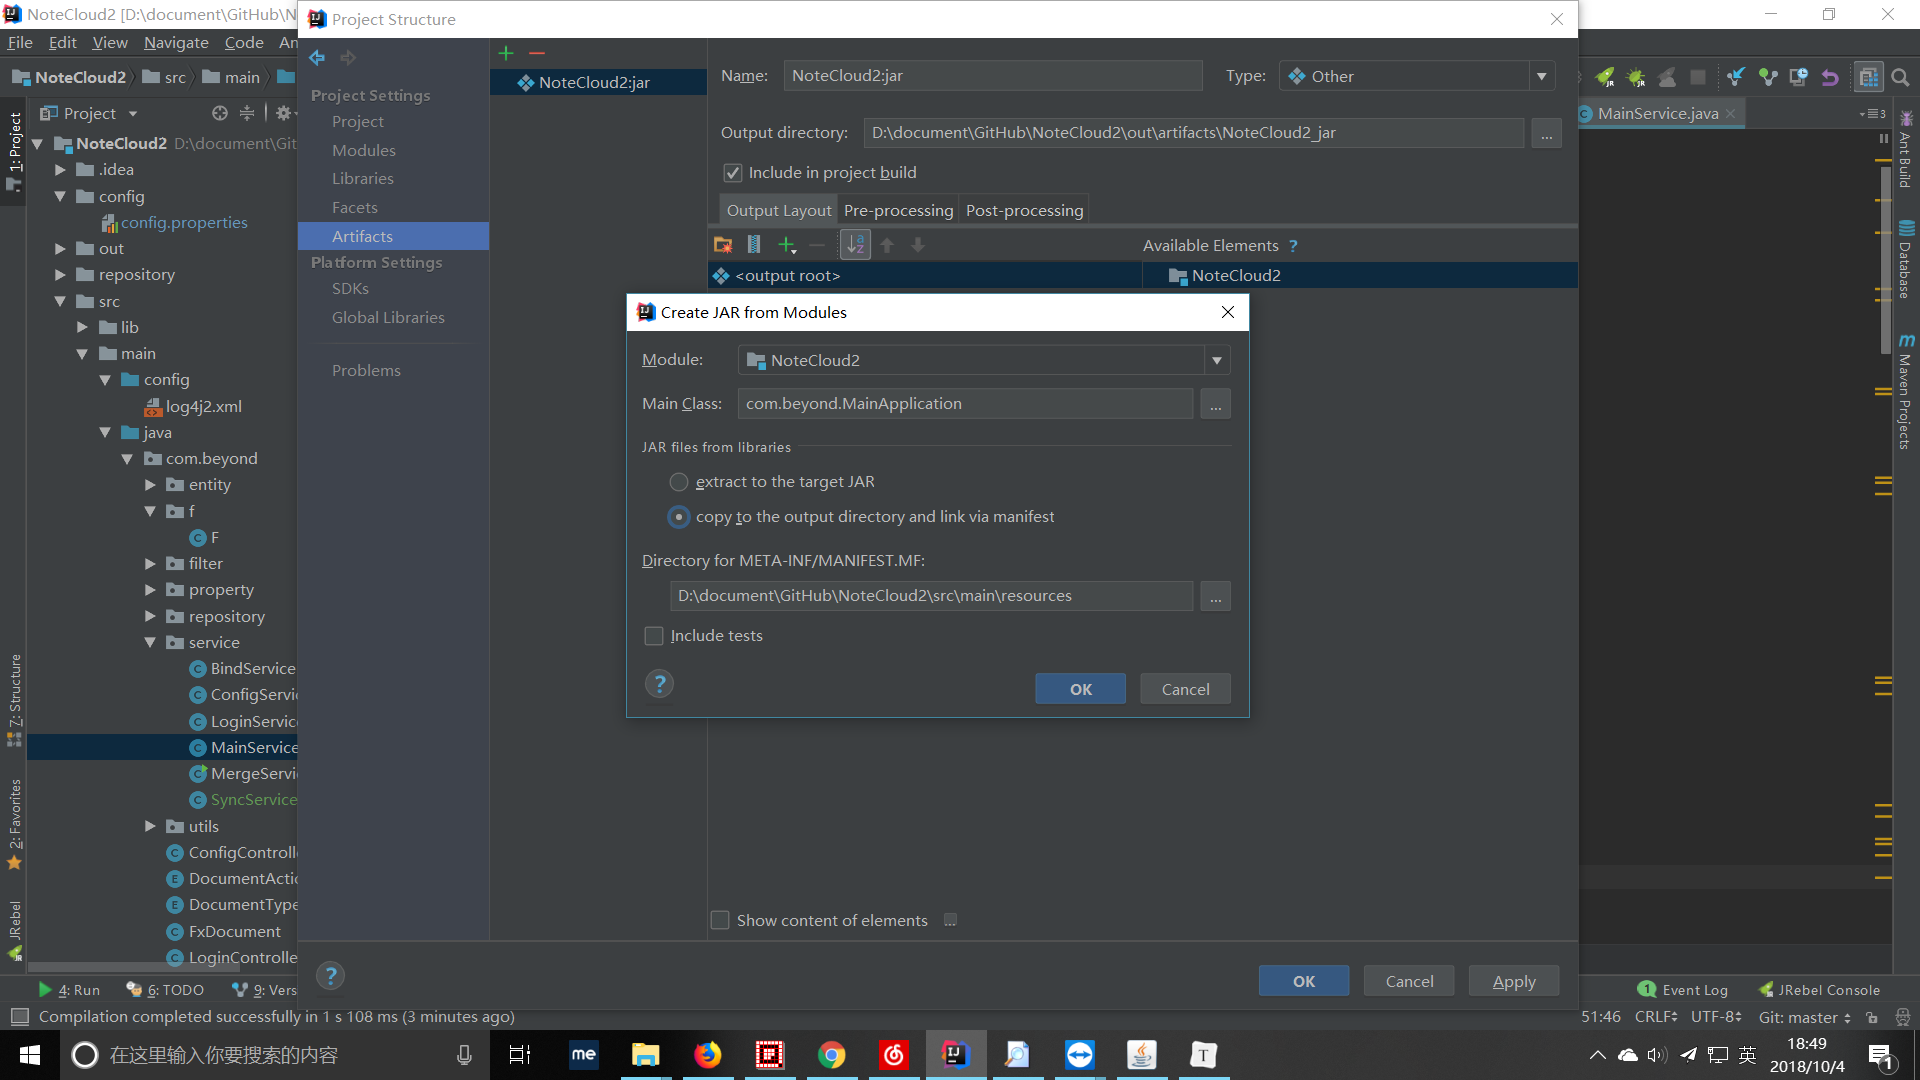 NoteCloud2 [D:\document\GitHub\N
Project Structure
File Edit View Navigate Code An
NoteCloud2 src main
Project
NoteCloud2 D:\document\Git
.idea
config
config.properties
out
repository
src
lib
main
config
log4j2.xml
java
com.beyond
entity
f
F
filter
property
repository
service
BindService
ConfigServi
LoginServic
MainService
MergeServi
SyncService
utils
ConfigControll
DocumentActio
DocumentType
FxDocument
LoginControlle
1: Project
7: Structure
2: Favorites
JRebel
Project Settings
Project
Modules
Libraries
Facets
Artifacts
Platform Settings
SDKs
Global Libraries
Problems
NoteCloud2:jar
Name: NoteCloud2:jar Type: Other
Output directory: D:\document\GitHub\NoteCloud2\out\artifacts\NoteCloud2_jar ...
Include in project build
Output Layout Pre-processing Post-processing
Available Elements ?
<output root> NoteCloud2
Create JAR from Modules
Module: NoteCloud2
Main Class: com.beyond.MainApplication ...
JAR files from libraries
extract to the target JAR
copy to the output directory and link via manifest
Directory for META-INF/MANIFEST.MF:
D:\document\GitHub\NoteCloud2\src\main\resources ...
Include tests
? OK Cancel
Show content of elements ...
? OK Cancel Apply
MainService.java
3
Ant Build
Database
m Maven Projects
4: Run 6: TODO 9: Vers
1 Event Log JRebel Console
Compilation completed successfully in 1 s 108 ms (3 minutes ago)
51:46 CRLF UTF-8 Git: master
在这里输入你要搜索的内容
me
IJ
T
英
18:49
2018/10/4
1